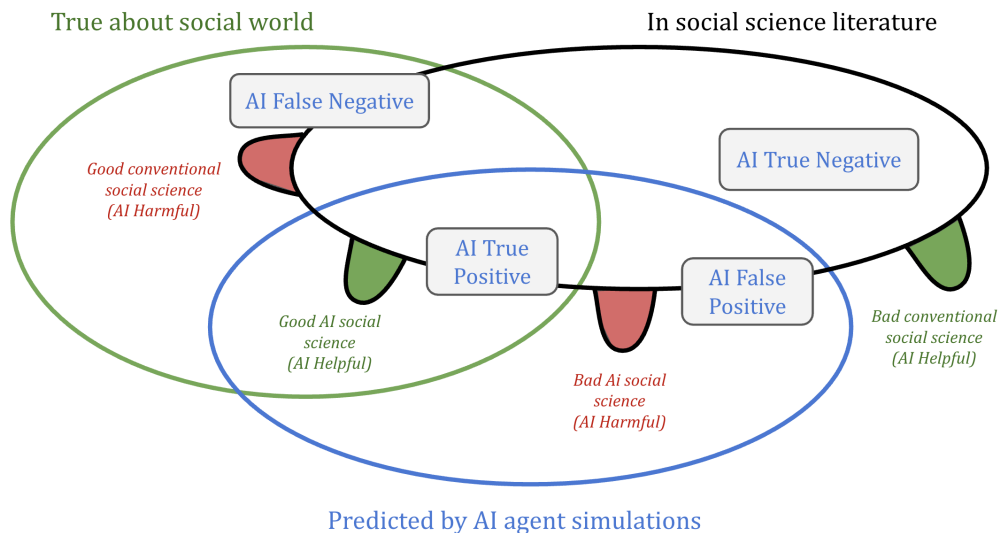 True about social world
In social science literature
AI False Negative
AI True Negative
Good conventional
social science
(AI Harmful)
AI True
Positive
AI False
Positive
Good AI social
science
(AI Helpful)
Bad conventional
social science
(AI Helpful)
Bad Ai social
science
(AI Harmful)
Predicted by AI agent simulations